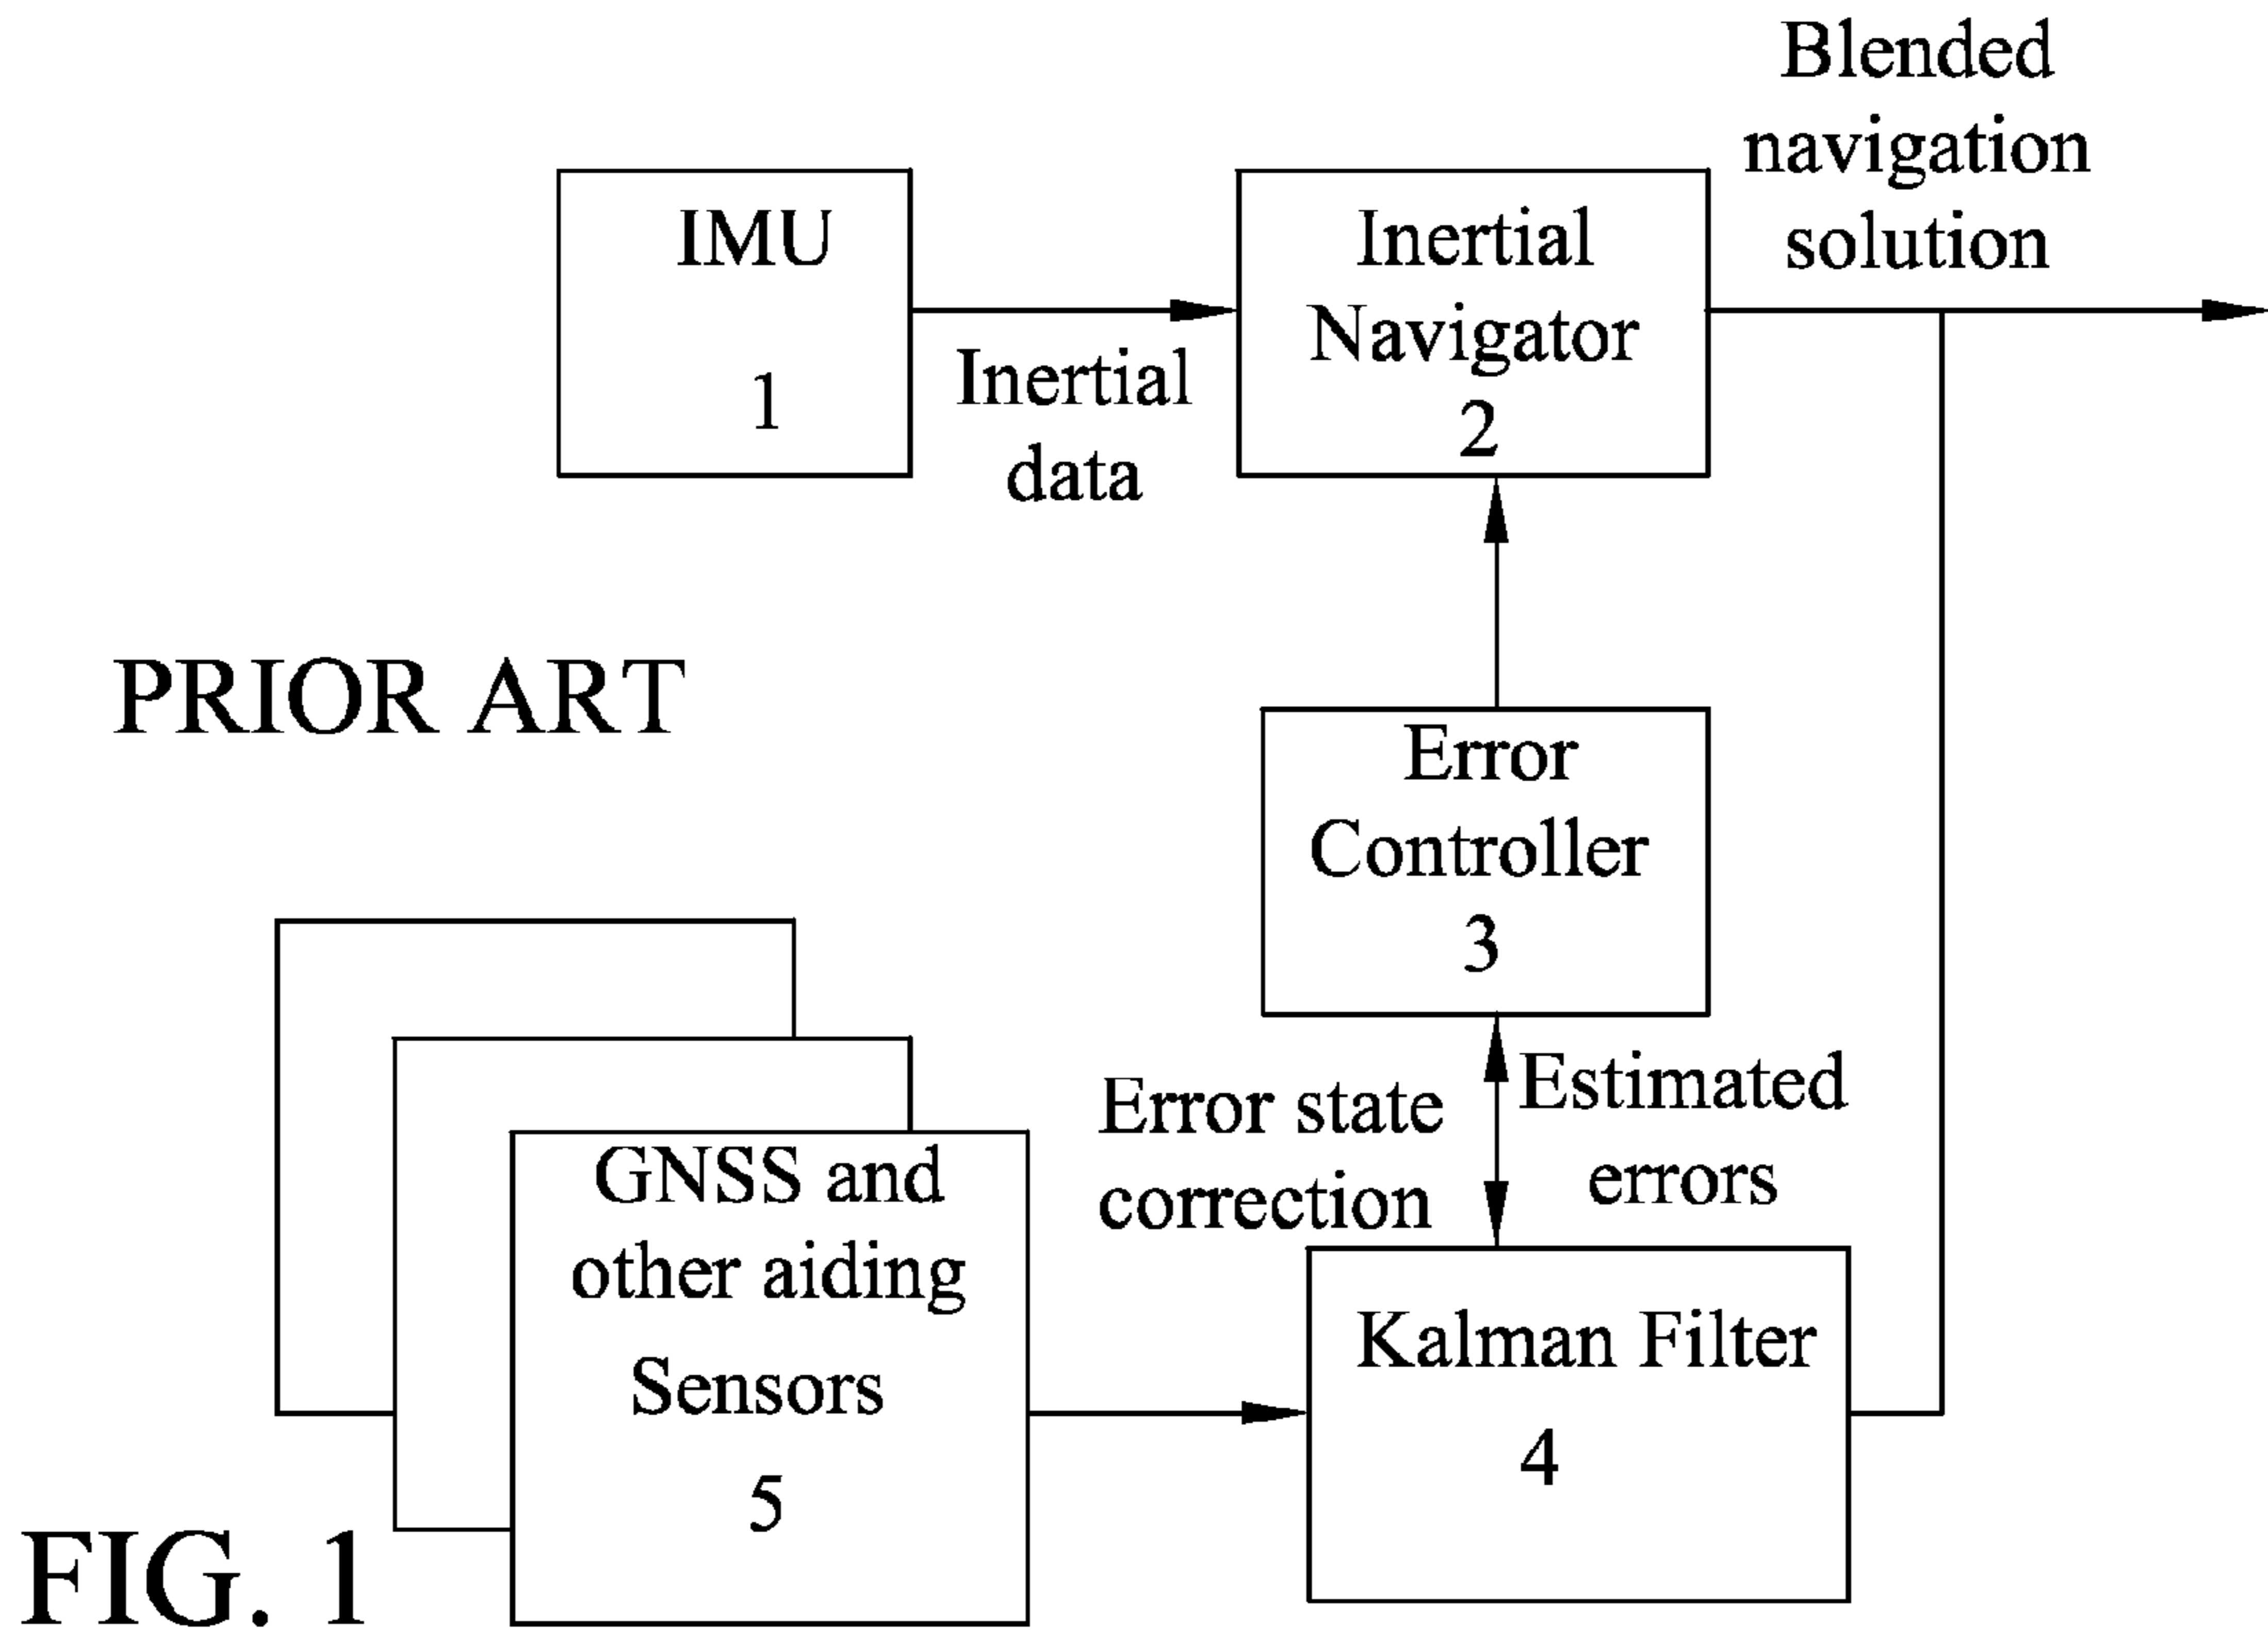 Blended
navigation
solution
IMU
1
Inertial
data
Inertial
Navigator
2
PRIOR ART
Error
Controller
3
Error state
correction
Estimated
errors
GNSS and
other aiding
Sensors
5
Kalman Filter
4
FIG. 1